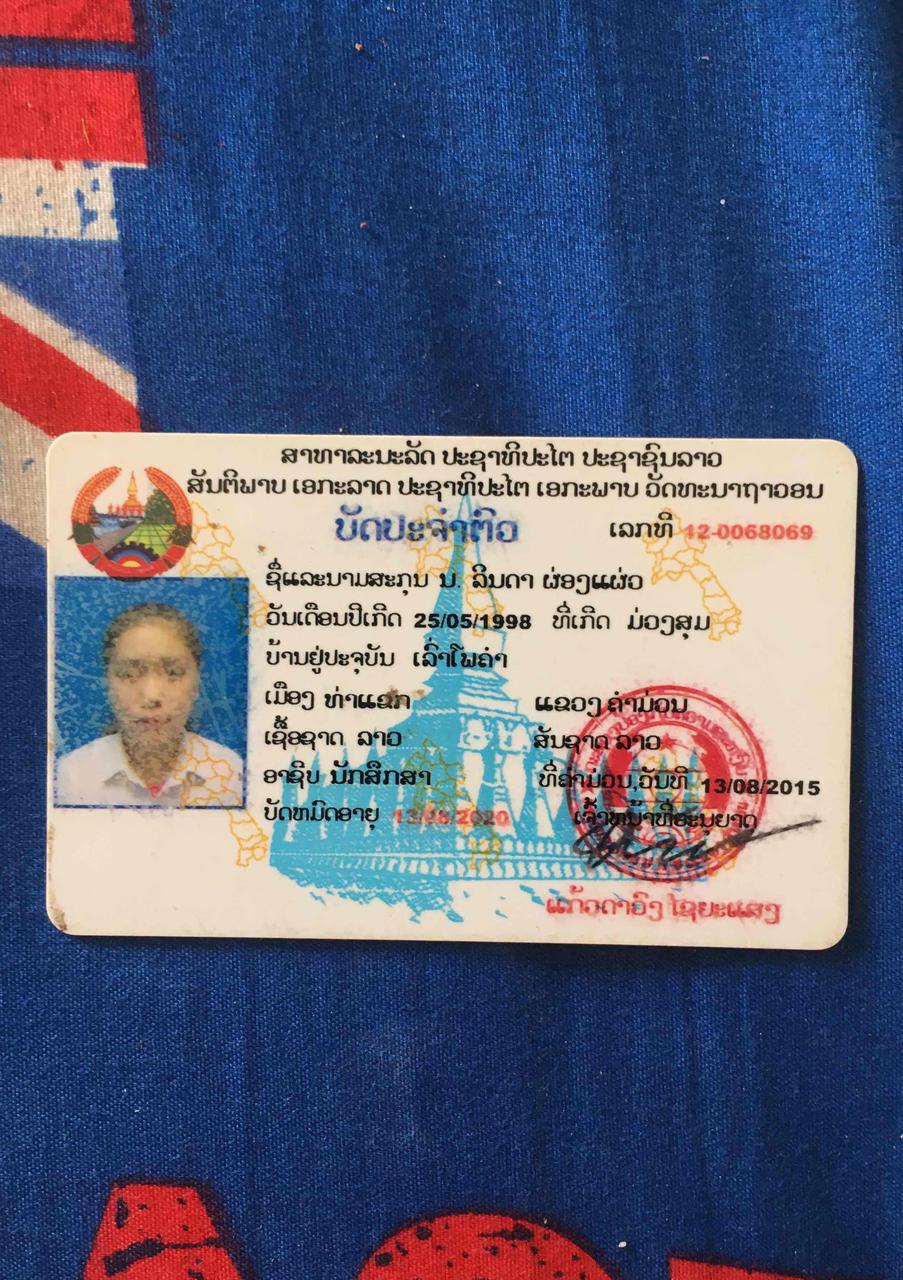 ສາທາລະນະລັດ ປະຊາທິປະໄຕ ປະຊາຊົນລາວ
ສັນຕິພາບ ເອກະລາດ ປະຊາທິປະໄຕ ເອກະພາບ ວັດທະນາຖາວອນ
ບັດປະຈຳຕົວ ເລກທີ 12-0068069
ຊື່ແລະນາມສະກຸນ ນ. ລິນດາ ຜ່ອງແຜ່ວ
ວັນເດືອນປີເກີດ 25/05/1998 ທີ່ເກີດ ມ່ວງສຸມ
ບ້ານຢູ່ປະຈຸບັນ ເລົ່າໂພຄຳ
ເມືອງ ທ່າແຂກ ແຂວງ ຄຳມ່ວນ
ເຊື້ອຊາດ ລາວ ສັນຊາດ ລາວ
ອາຊີບ ນັກສຶກສາ ທີ່ຄຳມ່ວນ,ວັນທີ 13/08/2015
ບັດຫມົດອາຍຸ ເຈົ້າຫນ້າທີ່ອະນຸຍາດ
ແກ້ວດາວົງ ໄຊຍະແສງ